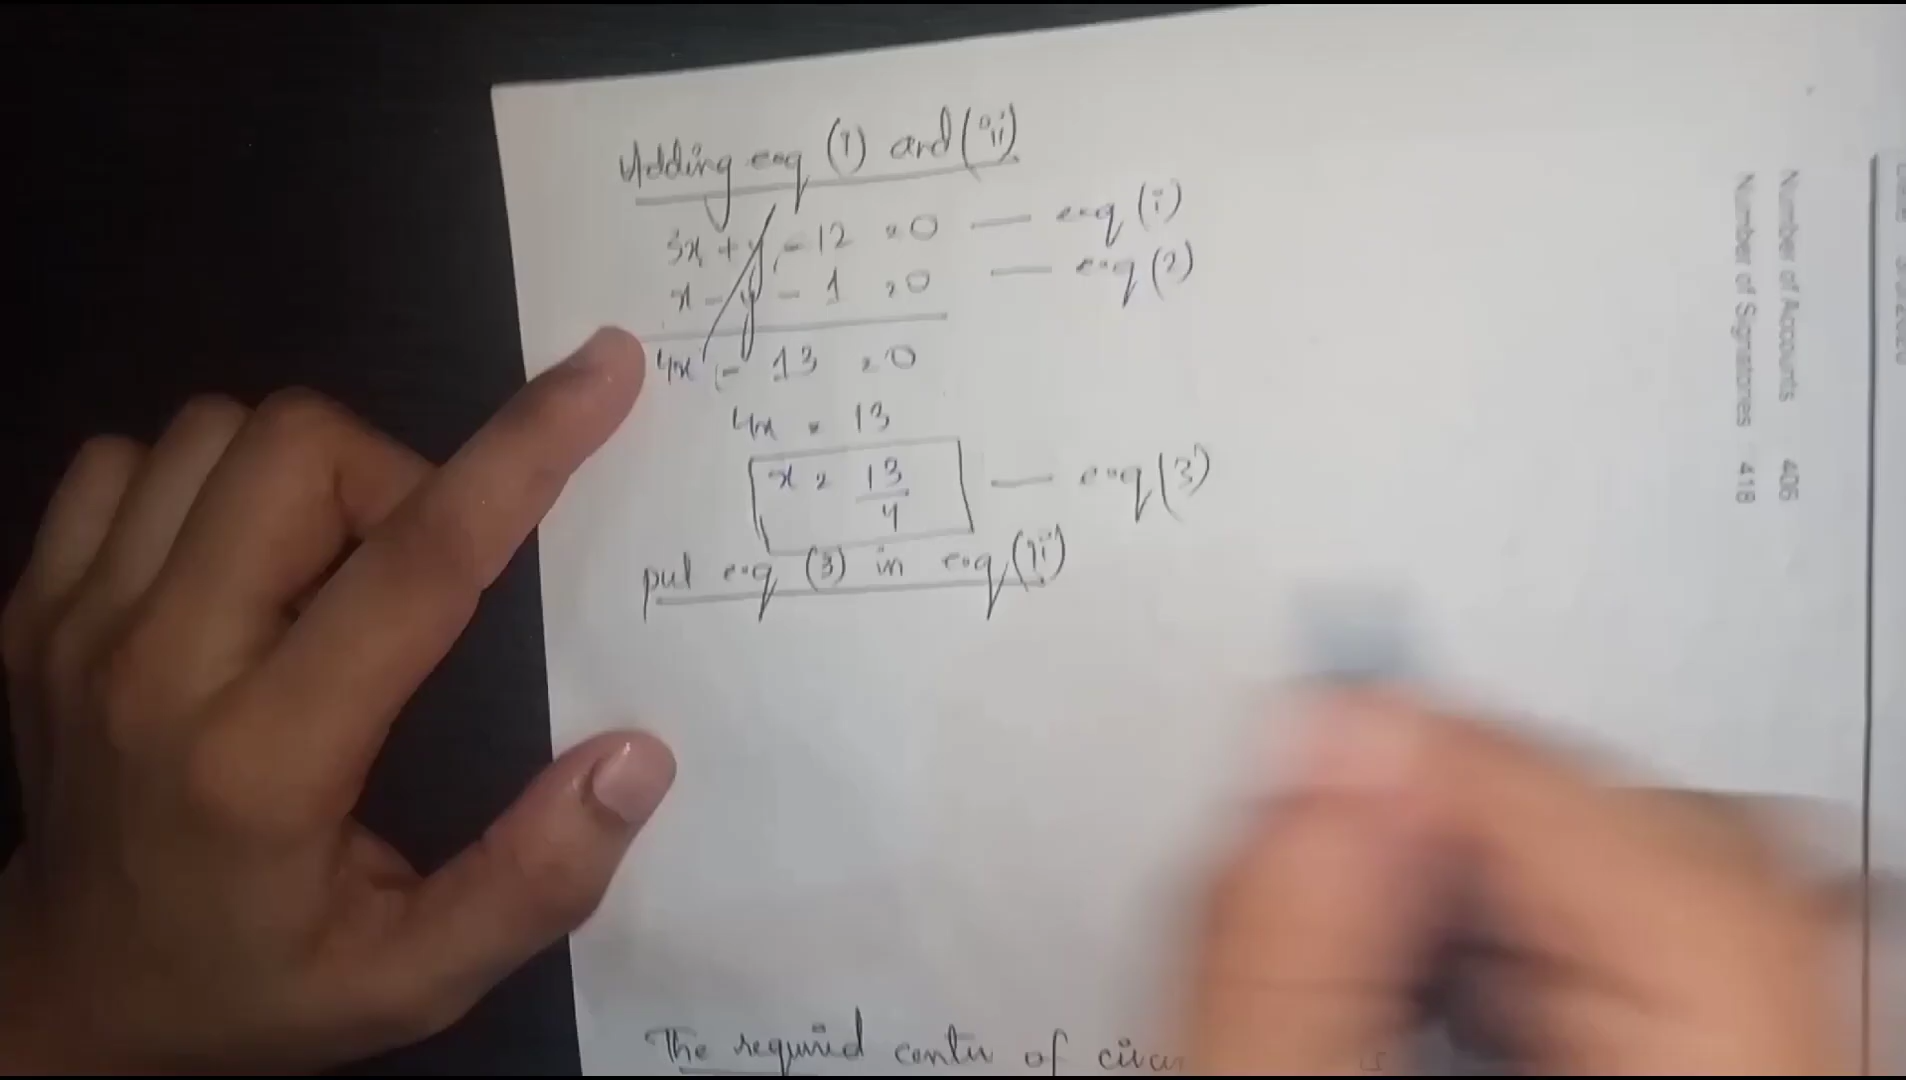 Adding eq (i) and (ii)
3x + y - 12 = 0 — eq (i)
x - y - 1 = 0 — eq (2)
4x - 13 = 0
4x = 13
x = 13/4 — eq (3)
put eq (3) in eq (ii)
The required center of
Number of Accounts 406
Number of Signatories 418